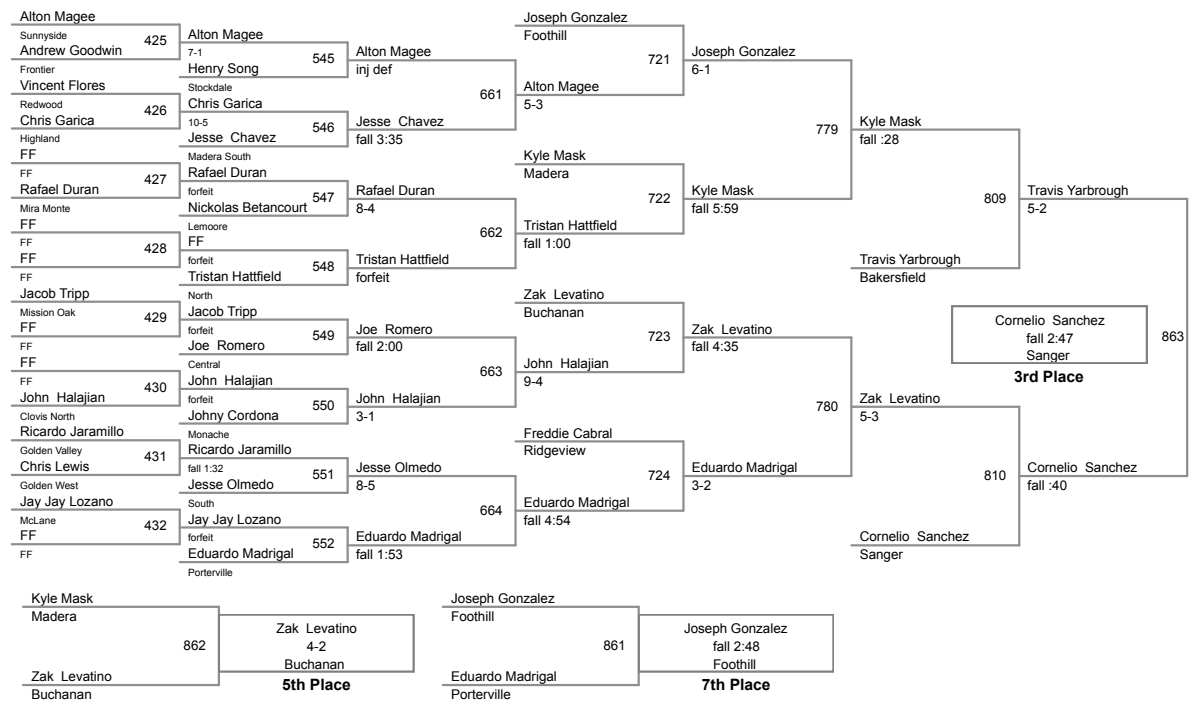 Alton Magee
Sunnyside
Andrew Goodwin
Frontier
Vincent Flores
Redwood
Chris Garica
Highland
FF
FF
Rafael Duran
Mira Monte
FF
FF
FF
FF
Jacob Tripp
Mission Oak
FF
FF
FF
FF
John Halajian
Clovis North
Ricardo Jaramillo
Golden Valley
Chris Lewis
Golden West
Jay Jay Lozano
McLane
FF
FF
425
426
427
428
429
430
431
432
Alton Magee
7-1
Henry Song
Stockdale
Chris Garica
10-5
Jesse Chavez
Madera South
Rafael Duran
forfeit
Nickolas Betancourt
Lemoore
FF
forfeit
Tristan Hattfield
North
Jacob Tripp
forfeit
Joe Romero
Central
John Halajian
forfeit
Johny Cordona
Monache
Ricardo Jaramillo
fall 1:32
Jesse Olmedo
South
Jay Jay Lozano
forfeit
Eduardo Madrigal
Porterville
545
546
547
548
549
550
551
552
Alton Magee
inj def
Jesse Chavez
fall 3:35
Rafael Duran
8-4
Tristan Hattfield
forfeit
Joe Romero
fall 2:00
John Halajian
3-1
Jesse Olmedo
8-5
Eduardo Madrigal
fall 1:53
661
662
663
664
Joseph Gonzalez
Foothill
Alton Magee
5-3
Kyle Mask
Madera
Tristan Hattfield
fall 1:00
Zak Levatino
Buchanan
John Halajian
9-4
Freddie Cabral
Ridgeview
Eduardo Madrigal
fall 4:54
721
722
723
724
Joseph Gonzalez
6-1
Kyle Mask
fall 5:59
Zak Levatino
fall 4:35
Eduardo Madrigal
3-2
779
780
Kyle Mask
fall :28
Travis Yarbrough
Bakersfield
Zak Levatino
5-3
Cornelio Sanchez
Sanger
809
810
Travis Yarbrough
5-2
Cornelio Sanchez
fall :40
863
Cornelio Sanchez
fall 2:47
Sanger
3rd Place
Kyle Mask
Madera
862
Zak Levatino
Buchanan
Zak Levatino
4-2
Buchanan
5th Place
Joseph Gonzalez
Foothill
861
Eduardo Madrigal
Porterville
Joseph Gonzalez
fall 2:48
Foothill
7th Place